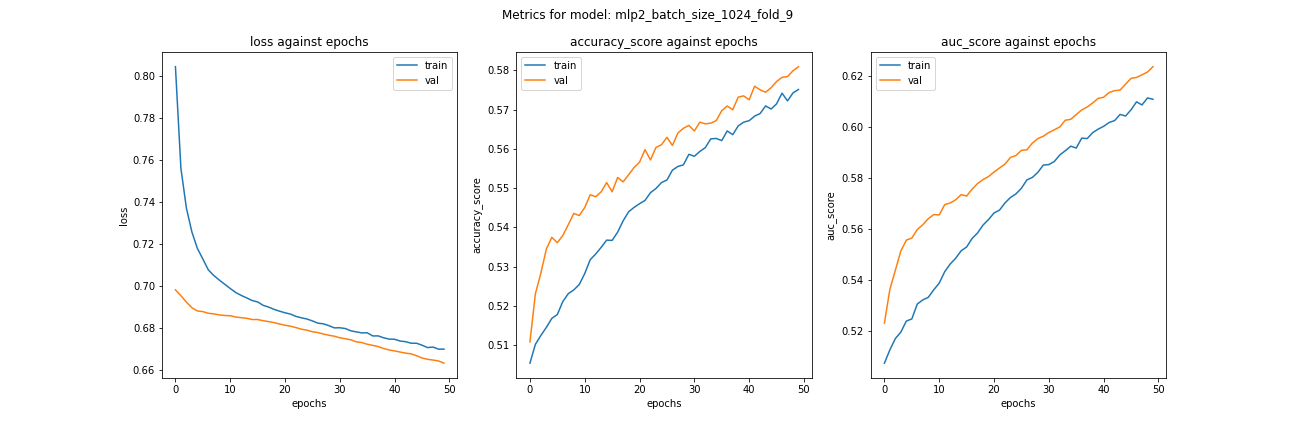 Metrics for model: mlp2_batch_size_1024_fold_9
loss against epochs
train
val
0.80
0.78
0.76
0.74
0.72
0.70
0.68
0.66
loss
0 10 20 30 40 50
epochs
accuracy_score against epochs
train
val
0.58
0.57
0.56
0.55
0.54
0.53
0.52
0.51
accuracy_score
0 10 20 30 40 50
epochs
auc_score against epochs
train
val
0.62
0.60
0.58
0.56
0.54
0.52
auc_score
0 10 20 30 40 50
epochs